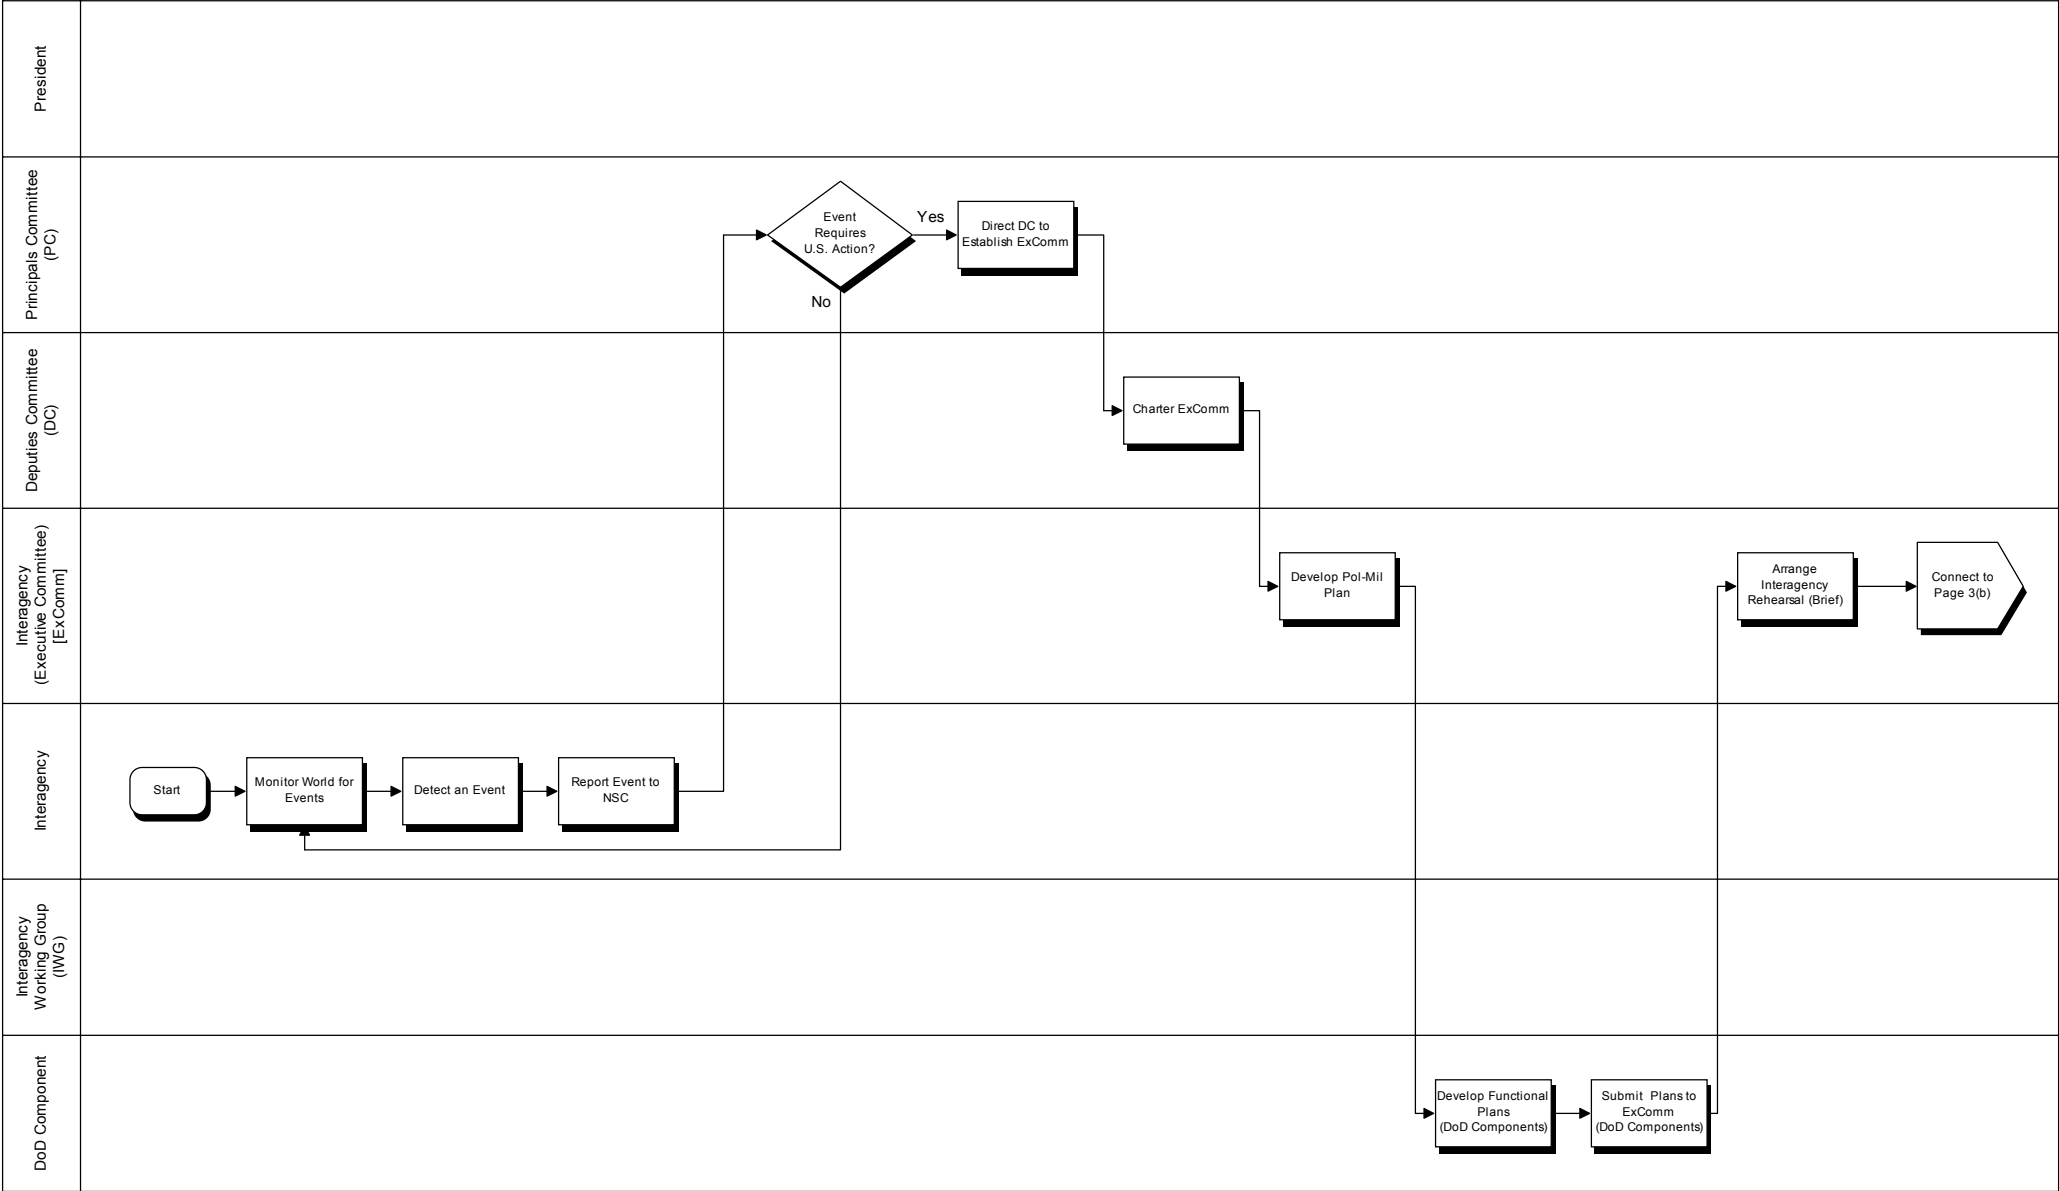 President
Principals Committee
(PC)
Event
Requires
U.S. Action?
Yes
No
Direct DC to
Establish ExComm
Deputies Committee
(DC)
Charter ExComm
Interagency
(Executive Committee)
[ExComm]
Develop Pol-Mil
Plan
Arrange
Interagency
Rehearsal (Brief)
Connect to
Page 3(b)
Interagency
Start
Monitor World for
Events
Detect an Event
Report Event to
NSC
Interagency
Working Group
(IWG)
DoD Component
Develop Functional
Plans
(DoD Components)
Submit Plans to
ExComm
(DoD Components)